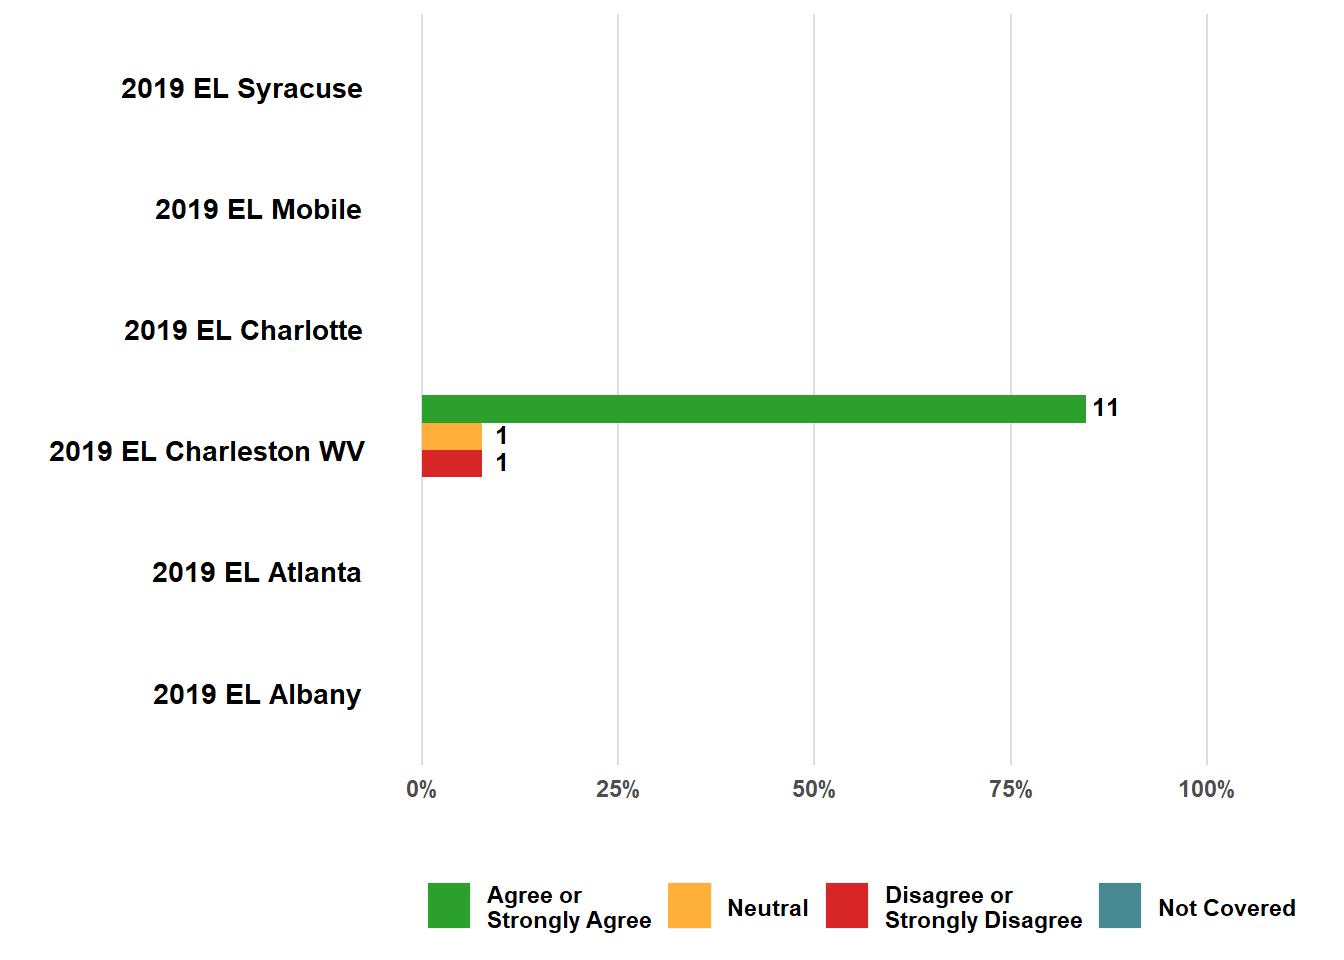 2019 EL Syracuse
2019 EL Mobile
2019 EL Charlotte
11
1
2019 EL Charleston WV
1
2019 EL Atlanta
2019 EL Albany
0%
25%
50%
75%
100%
Agree or
Strongly Agree
Neutral
Disagree or
Strongly Disagree
Not Covered